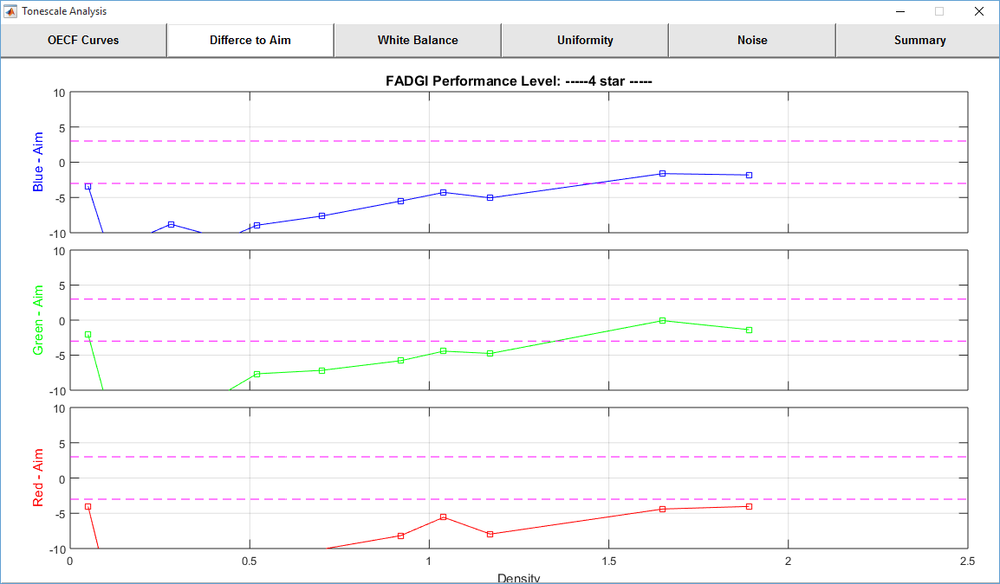 Tonescale Analysis
OECF Curves
Differce to Aim
White Balance
Uniformity
Noise
Summary
FADGI Performance Level: -----4 star -----
Blue - Aim
10
5
0
-5
-10
Green - Aim
10
5
0
-5
-10
Red - Aim
10
5
0
-5
-10
0 0.5 1 1.5 2 2.5
Density